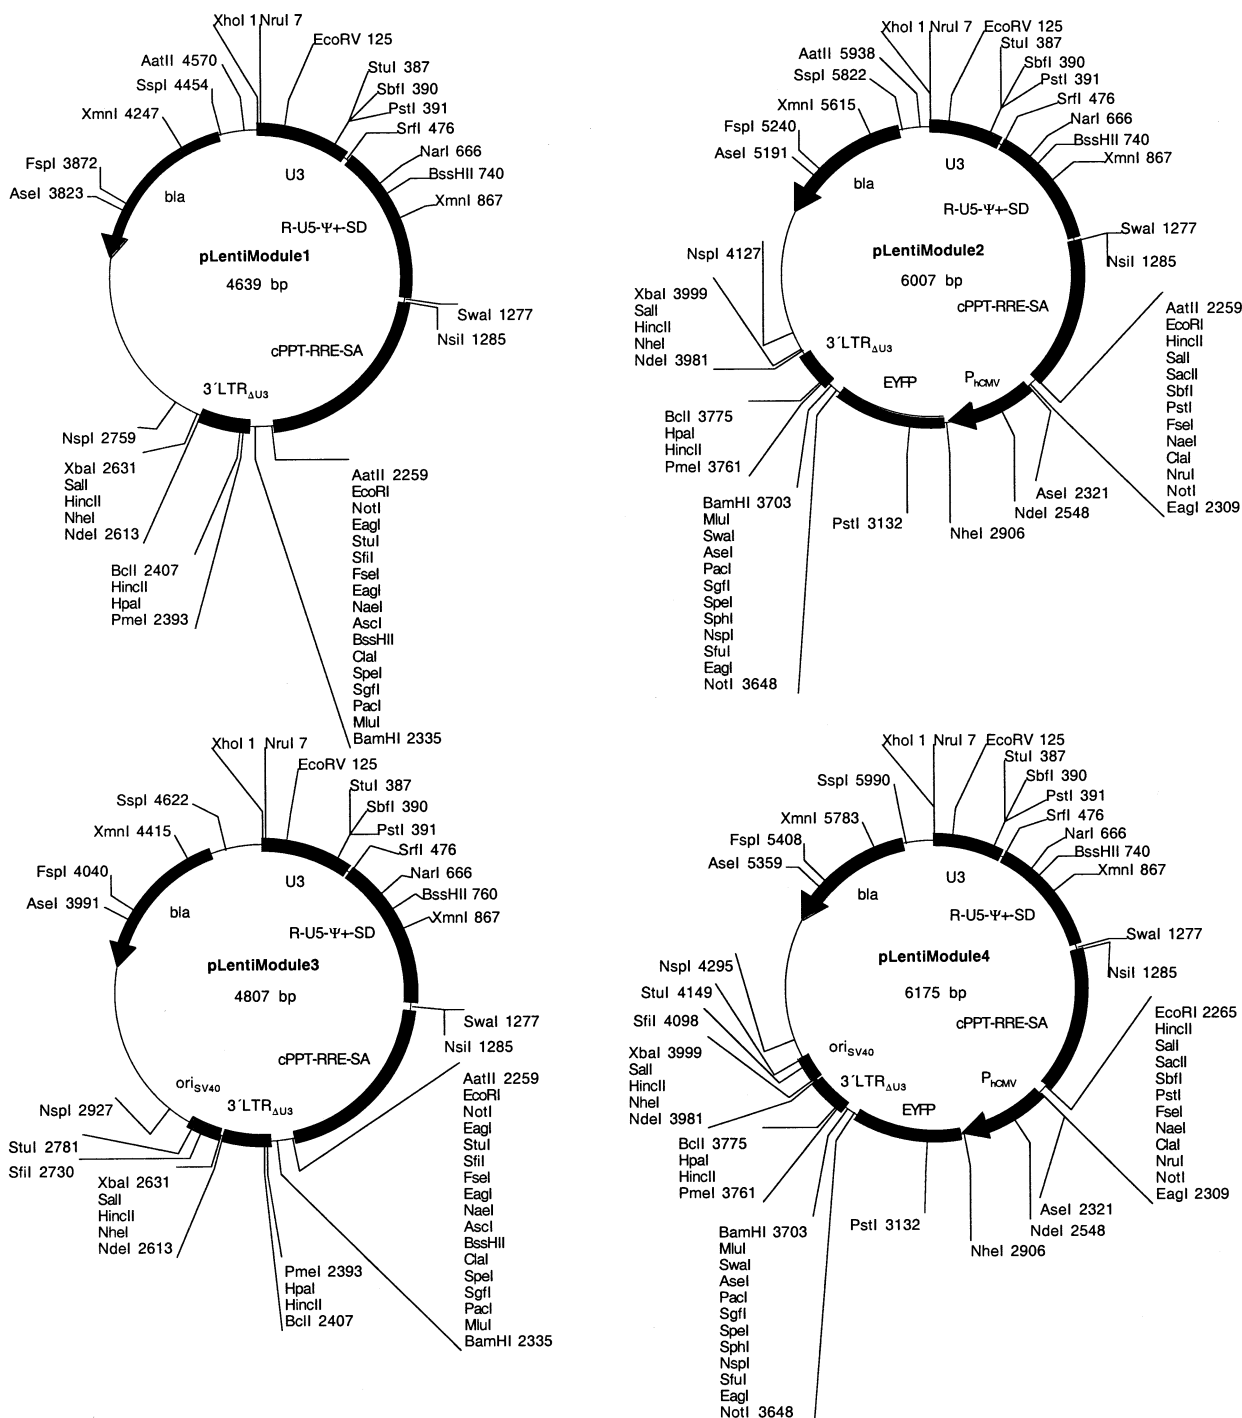 XhoI 1
NruI 7
EcoRV 125
AatII 4570
StuI 387
SspI 4454
SbfI 390
PstI 391
XmnI 4247
SrfI 476
NarI 666
FspI 3872
BssHII 740
AseI 3823
XmnI 867
bla
U3
R-U5-Ψ+-SD
pLentiModule1
4639 bp
SwaI 1277
NsiI 1285
cPPT-RRE-SA
3´LTRΔU3
NspI 2759
XbaI 2631
SalI
HincII
NheI
NdeI 2613
BclI 2407
HincII
HpaI
PmeI 2393
AatII 2259
EcoRI
NotI
EagI
StuI
SfiI
FseI
EagI
NaeI
AscI
BssHII
ClaI
SpeI
SgfI
PacI
MluI
BamHI 2335
XhoI 1
NruI 7
EcoRV 125
AatII 5938
StuI 387
SspI 5822
SbfI 390
PstI 391
XmnI 5615
SrfI 476
NarI 666
FspI 5240
BssHII 740
AseI 5191
XmnI 867
bla
U3
R-U5-Ψ+-SD
pLentiModule2
6007 bp
SwaI 1277
NsiI 1285
cPPT-RRE-SA
NspI 4127
XbaI 3999
SalI
HincII
NheI
NdeI 3981
3´LTRΔU3
EYFP
PhCMV
BclI 3775
HpaI
HincII
PmeI 3761
BamHI 3703
MluI
SwaI
AseI
PacI
SgfI
SpeI
SphI
NspI
SfuI
EagI
NotI 3648
PstI 3132
NheI 2906
NdeI 2548
AseI 2321
AatII 2259
EcoRI
HincII
SalI
SacII
SbfI
PstI
FseI
NaeI
ClaI
NruI
NotI
EagI 2309
XhoI 1
NruI 7
EcoRV 125
StuI 387
SspI 4622
SbfI 390
XmnI 4415
PstI 391
SrfI 476
FspI 4040
NarI 666
BssHII 760
AseI 3991
XmnI 867
bla
U3
R-U5-Ψ+-SD
pLentiModule3
4807 bp
SwaI 1277
NsiI 1285
cPPT-RRE-SA
oriSV40
3´LTRΔU3
NspI 2927
StuI 2781
SfiI 2730
XbaI 2631
SalI
HincII
NheI
NdeI 2613
PmeI 2393
HpaI
HincII
BclI 2407
AatII 2259
EcoRI
NotI
EagI
StuI
SfiI
FseI
EagI
NaeI
AscI
BssHII
ClaI
SpeI
SgfI
PacI
MluI
BamHI 2335
XhoI 1
NruI 7
EcoRV 125
StuI 387
SspI 5990
SbfI 390
PstI 391
XmnI 5783
SrfI 476
NarI 666
FspI 5408
BssHII 740
AseI 5359
XmnI 867
bla
U3
R-U5-Ψ+-SD
pLentiModule4
6175 bp
SwaI 1277
NsiI 1285
cPPT-RRE-SA
NspI 4295
StuI 4149
SfiI 4098
XbaI 3999
SalI
HincII
NheI
NdeI 3981
oriSV40
3´LTRΔU3
EYFP
PhCMV
BclI 3775
HpaI
HincII
PmeI 3761
BamHI 3703
MluI
SwaI
AseI
PacI
SgfI
SpeI
SphI
NspI
SfuI
EagI
NotI 3648
PstI 3132
NheI 2906
NdeI 2548
AseI 2321
EcoRI 2265
HincII
SalI
SacII
SbfI
PstI
FseI
NaeI
ClaI
NruI
NotI
EagI 2309